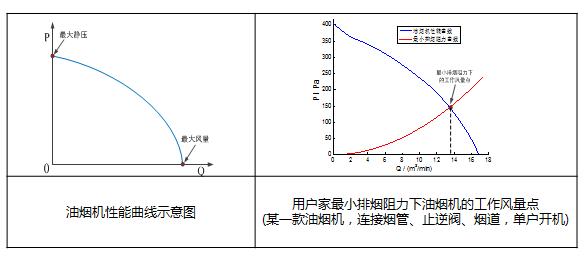 P
最大静压
最大风量
0
Q
400
350
300
250
200
150
100
50
0
P / Pa
油烟机性能曲线
最小排烟阻力曲线
最小排烟阻力下
的工作风量点
0 2 4 6 8 10 12 14 16 18
Q / (m³/min)
油烟机性能曲线示意图
用户家最小排烟阻力下油烟机的工作风量点
(某一款油烟机，连接烟管、止逆阀、烟道，单户开机)